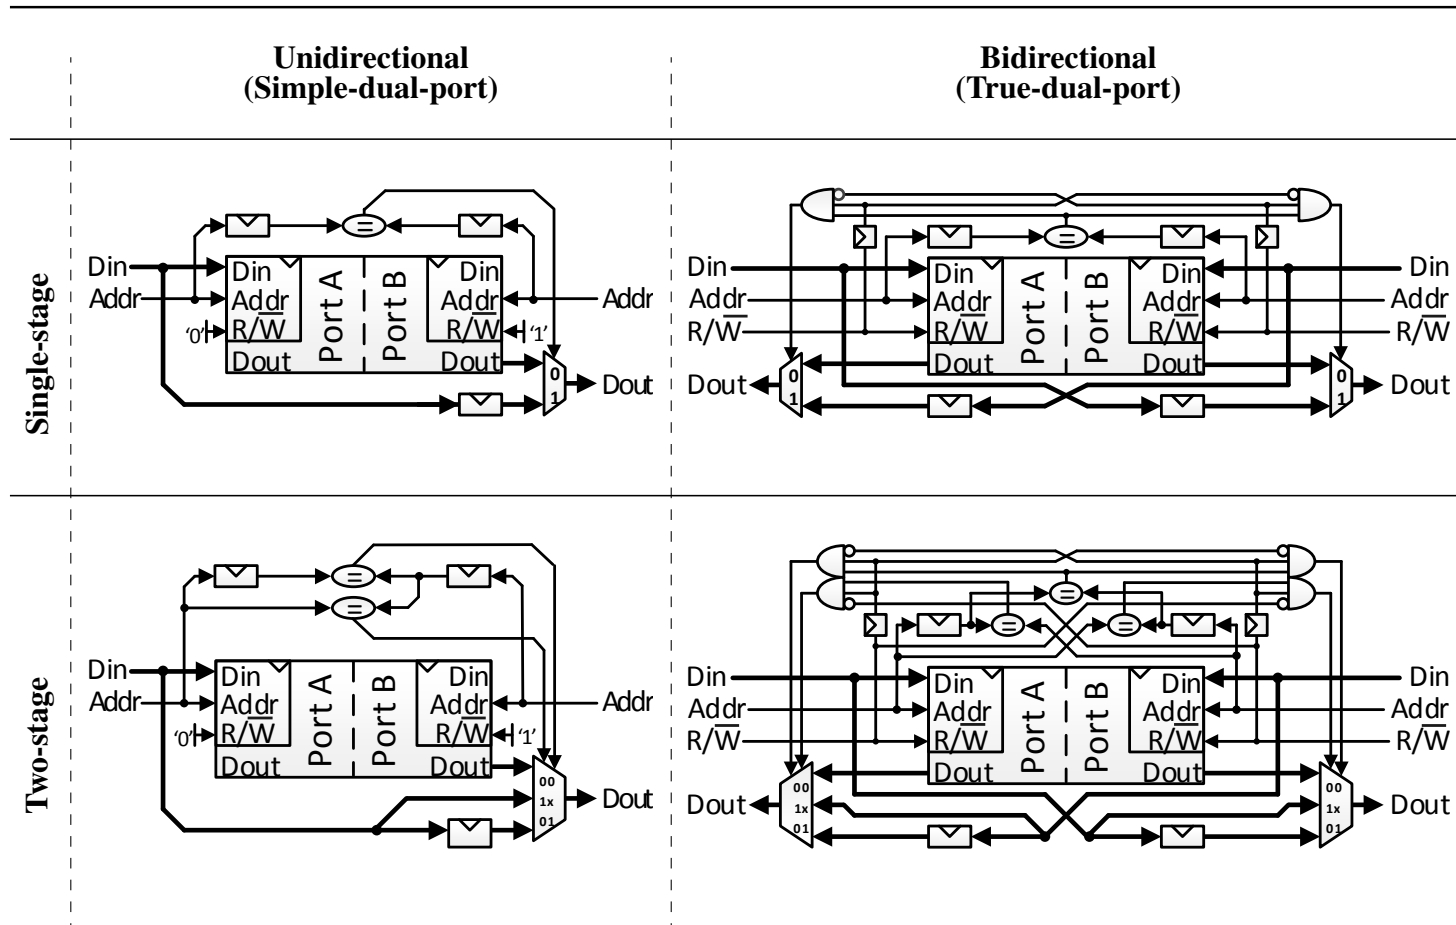 Unidirectional
(Simple-dual-port)
Bidirectional
(True-dual-port)
Single-stage
Din
Addr
Din
Addr
R/W̅
Dout
'0'
Port A
Port B
Din
Addr
R/W̅
Dout
'1'
Addr
0
1
Dout
=
Din
Addr
R/W̅
Dout
Din
Addr
R/W̅
Dout
Port A
Port B
Din
Addr
R/W̅
Dout
Din
Addr
R/W̅
Dout
0
1
0
1
=
Two-stage
Din
Addr
Din
Addr
R/W̅
Dout
'0'
Port A
Port B
Din
Addr
R/W̅
Dout
'1'
Addr
00
1x
01
Dout
=
=
Din
Addr
R/W̅
Dout
Din
Addr
R/W̅
Dout
Port A
Port B
Din
Addr
R/W̅
Dout
Din
Addr
R/W̅
Dout
00
1x
01
00
1x
01
=
=
=